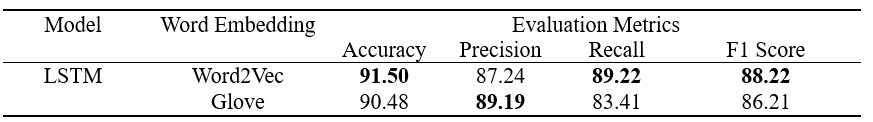 Model Word Embedding Evaluation Metrics
Accuracy Precision Recall F1 Score
LSTM Word2Vec 91.50 87.24 89.22 88.22
Glove 90.48 89.19 83.41 86.21